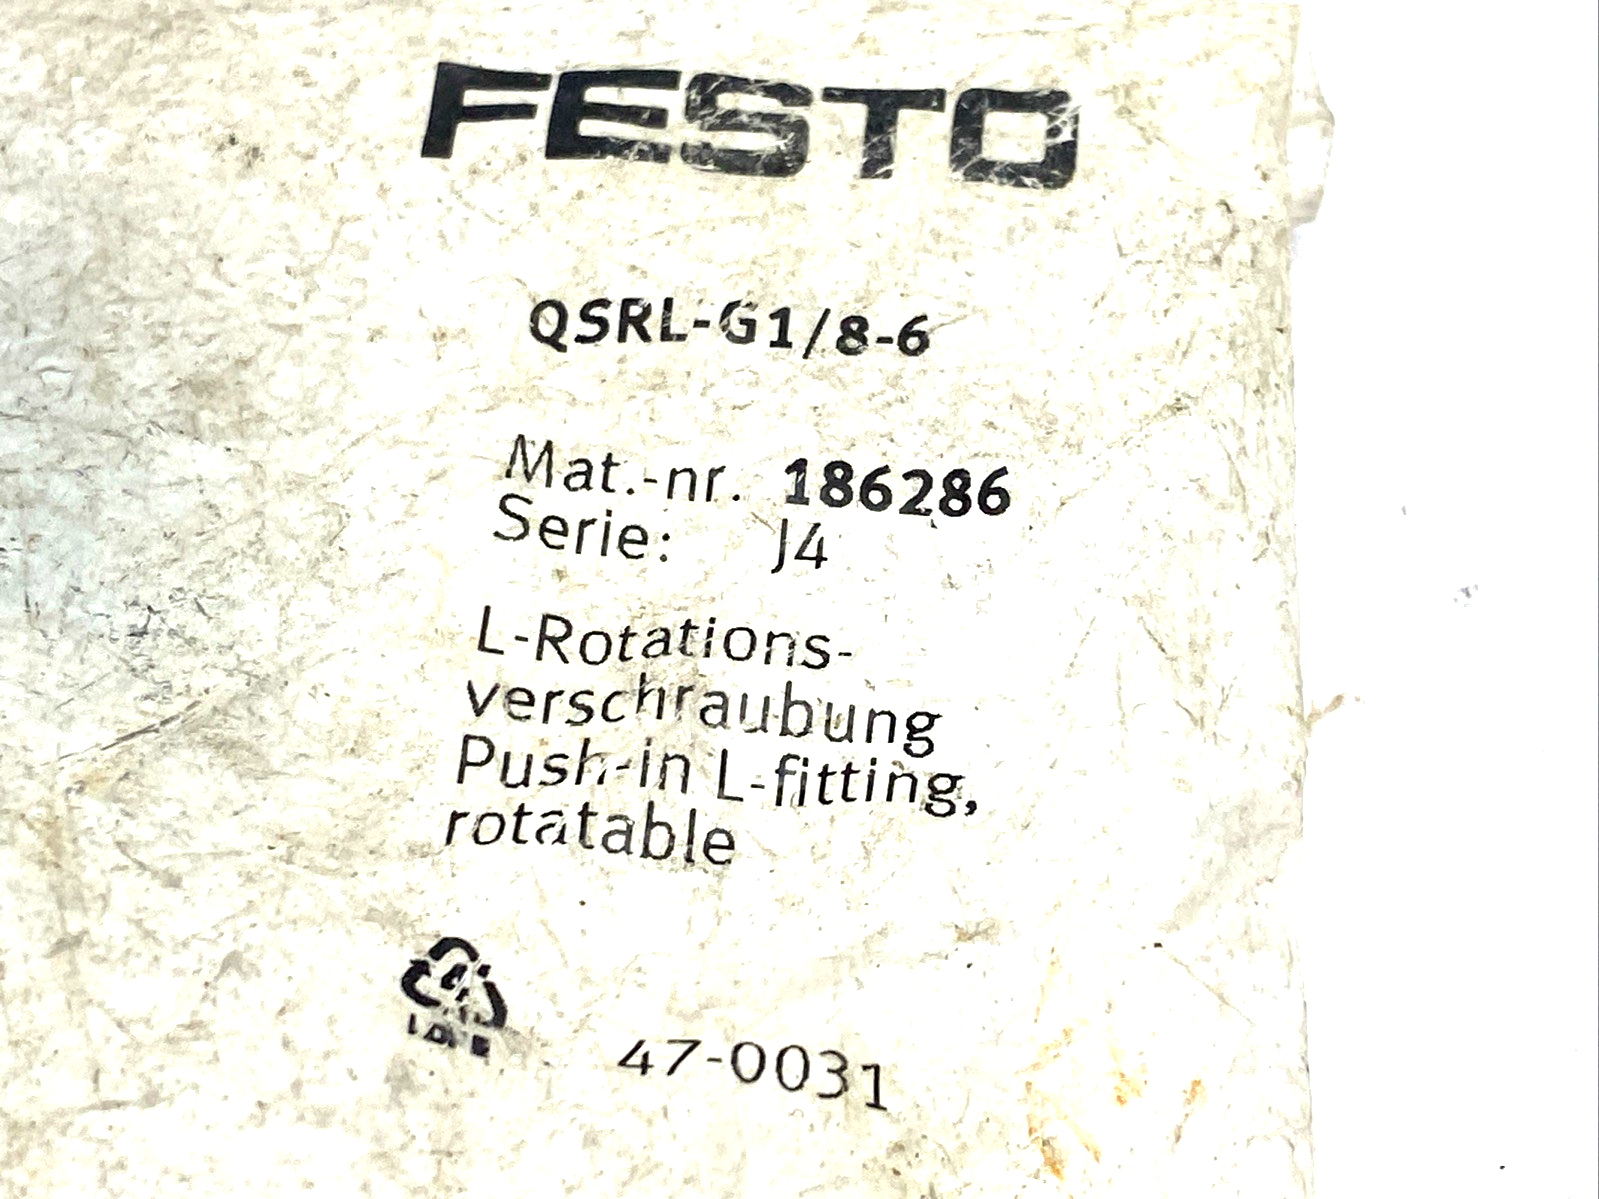 FESTO
QSRL-G1/8-6
Mat.-nr. 186286
Serie: J4
L-Rotations-
verschraubung
Push-in L-fitting,
rotatable
47-0031